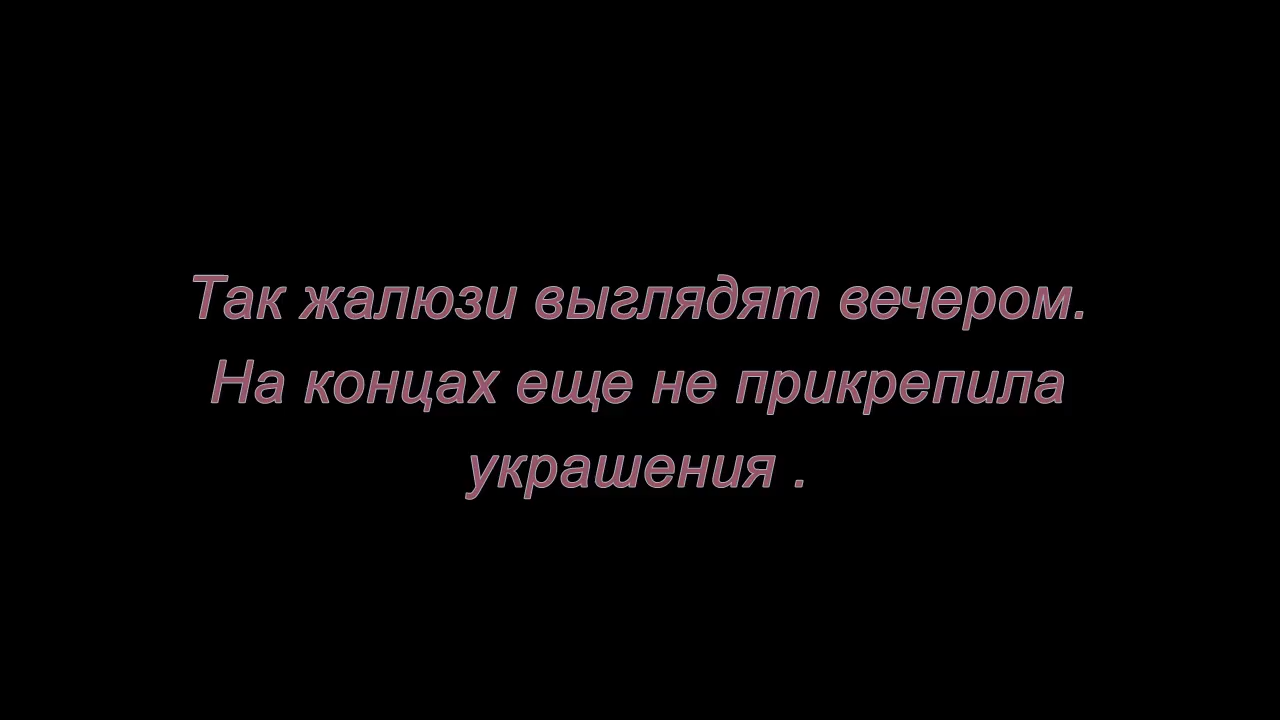 Так жалюзи выглядят вечером.
На концах еще не прикрепила
украшения .